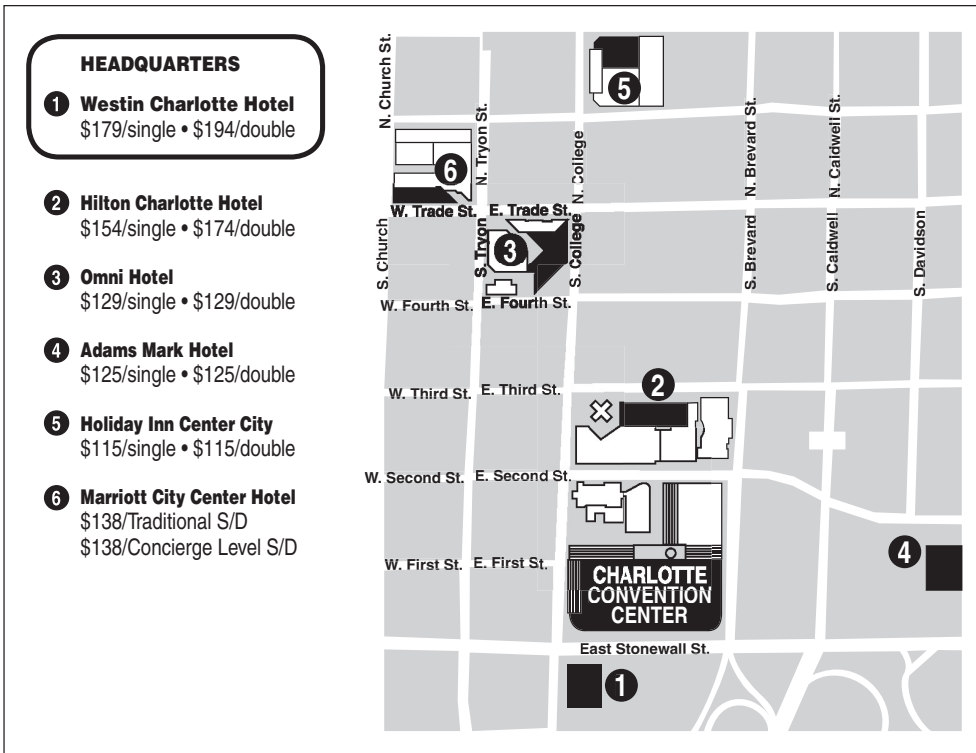 HEADQUARTERS
1 Westin Charlotte Hotel
$179/single • $194/double
2 Hilton Charlotte Hotel
$154/single • $174/double
3 Omni Hotel
$129/single • $129/double
4 Adams Mark Hotel
$125/single • $125/double
5 Holiday Inn Center City
$115/single • $115/double
6 Marriott City Center Hotel
$138/Traditional S/D
$138/Concierge Level S/D
N. Church St.
N. Tryon St.
N. College
N. Brevard St.
N. Caldwell St.
5
6
W. Trade St.
E. Trade St.
S. Church
S. Tryon
3
S. College
S. Brevard
S. Caldwell
S. Davidson
W. Fourth St.
E. Fourth St.
2
W. Third St.
E. Third St.
W. Second St.
E. Second St.
4
W. First St.
E. First St.
CHARLOTTE
CONVENTION
CENTER
East Stonewall St.
1